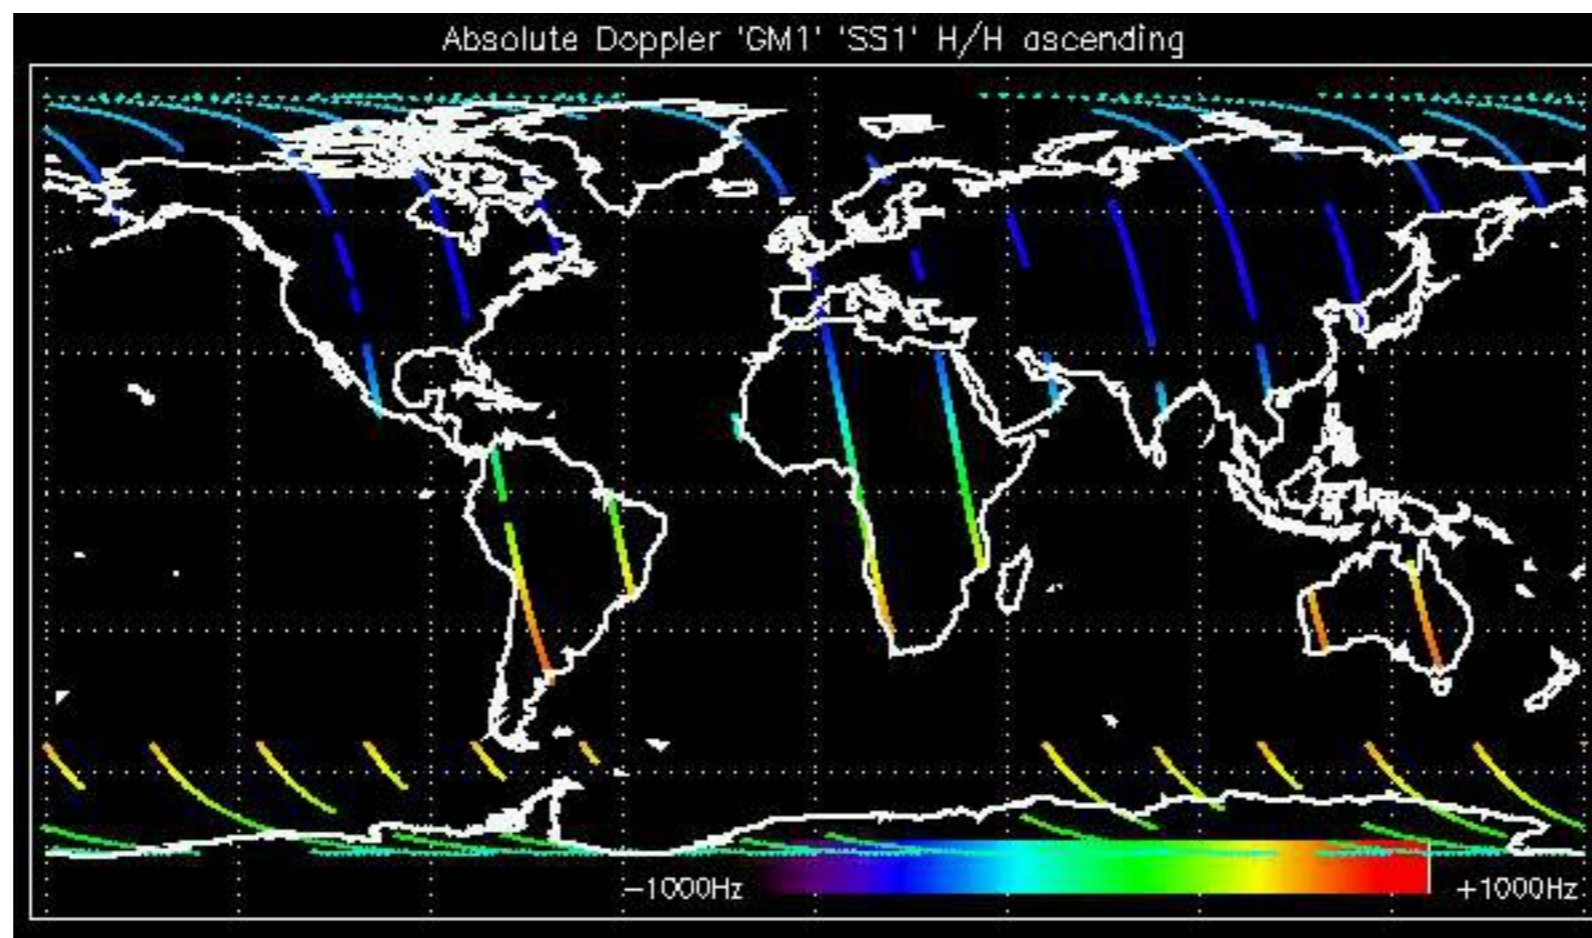 Absolute Doppler 'GM1' 'SS1' H/H ascending
−1000Hz +1000Hz